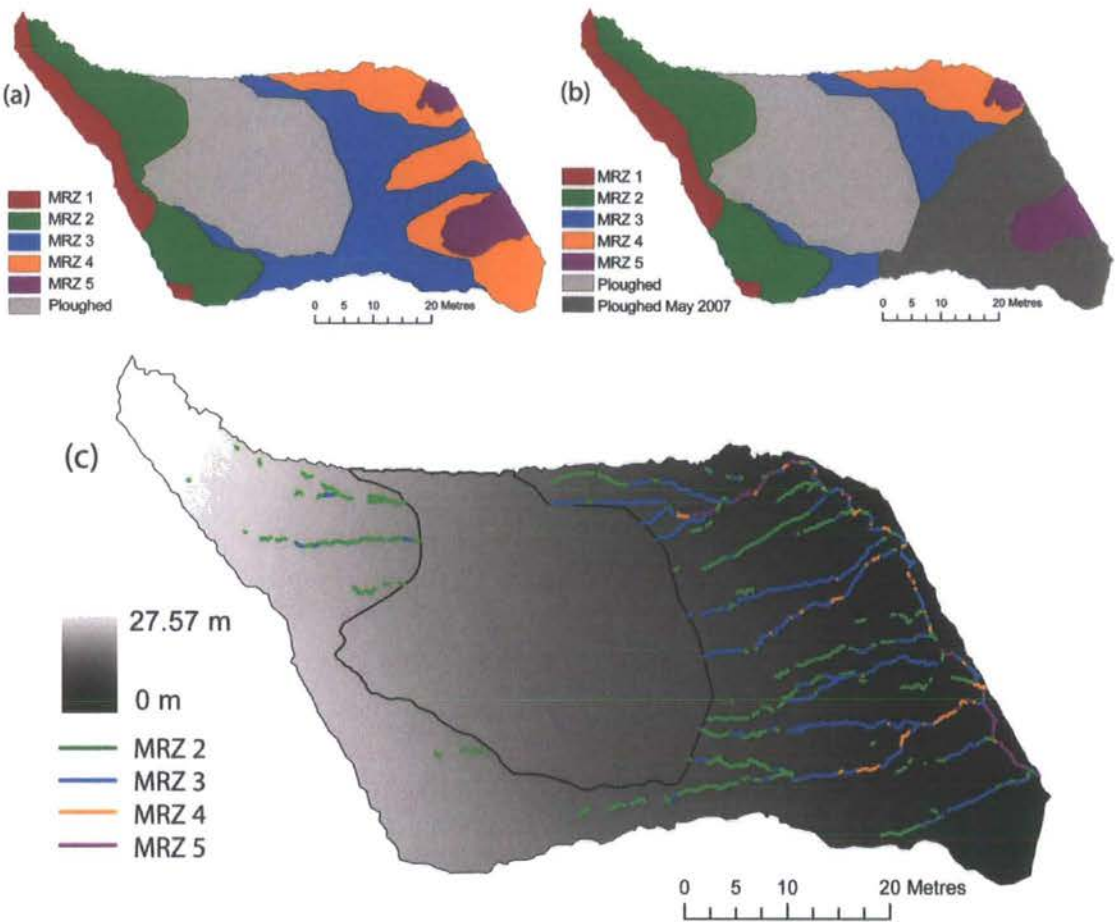 (a)
MRZ 1
MRZ 2
MRZ 3
MRZ 4
MRZ 5
Ploughed
0 5 10 20 Metres
(b)
MRZ 1
MRZ 2
MRZ 3
MRZ 4
MRZ 5
Ploughed
Ploughed May 2007
0 5 10 20 Metres
(c)
27.57 m
0 m
MRZ 2
MRZ 3
MRZ 4
MRZ 5
0 5 10 20 Metres